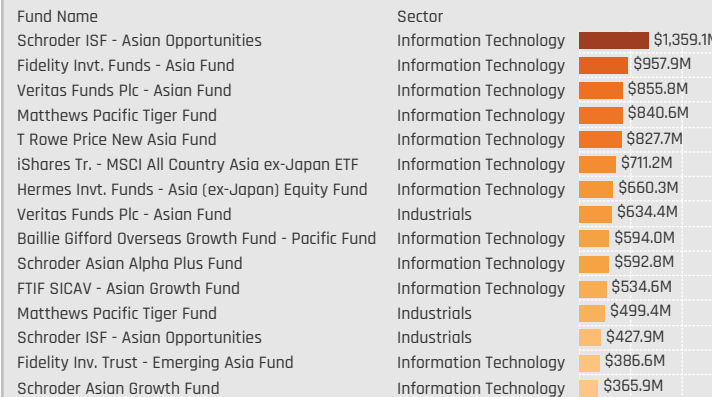 Fund Name Sector
Schroder ISF - Asian Opportunities Information Technology $1,359.1M
Fidelity Invt. Funds - Asia Fund Information Technology $957.9M
Veritas Funds Plc - Asian Fund Information Technology $855.8M
Matthews Pacific Tiger Fund Information Technology $840.6M
T Rowe Price New Asia Fund Information Technology $827.7M
iShares Tr. - MSCI All Country Asia ex-Japan ETF Information Technology $711.2M
Hermes Invt. Funds - Asia (ex-Japan) Equity Fund Information Technology $660.3M
Veritas Funds Plc - Asian Fund Industrials $634.4M
Baillie Gifford Overseas Growth Fund - Pacific Fund Information Technology $594.0M
Schroder Asian Alpha Plus Fund Information Technology $592.8M
FTIF SICAV - Asian Growth Fund Information Technology $534.6M
Matthews Pacific Tiger Fund Industrials $499.4M
Schroder ISF - Asian Opportunities Industrials $427.9M
Fidelity Inv. Trust - Emerging Asia Fund Information Technology $386.6M
Schroder Asian Growth Fund Information Technology $365.9M